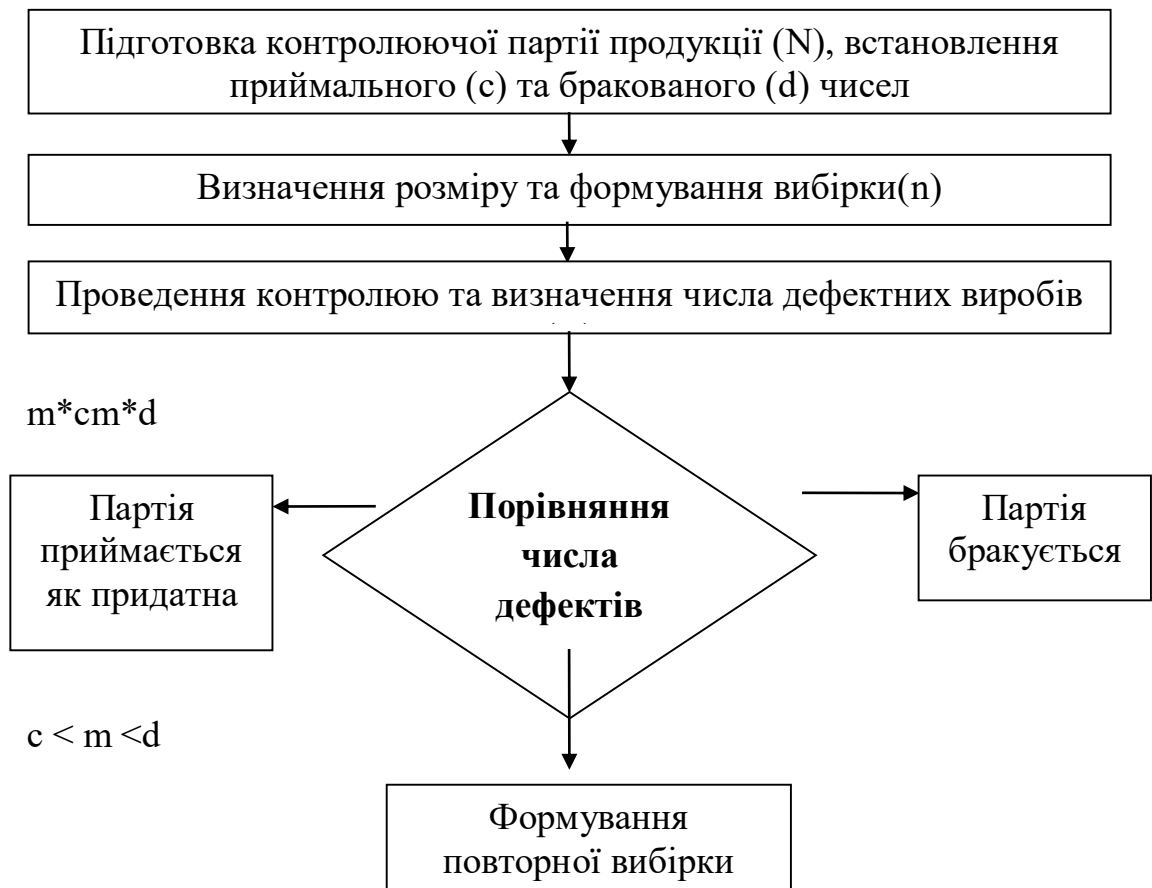 Підготовка контролюючої партії продукції (N), встановлення
приймального (c) та бракованого (d) чисел
Визначення розміру та формування вибірки(n)
Проведення контролюю та визначення числа дефектних виробів
m*cm*d
Партія
приймається
як придатна
Порівняння
числа
дефектів
Партія
бракується
c < m <d
Формування
повторної вибірки